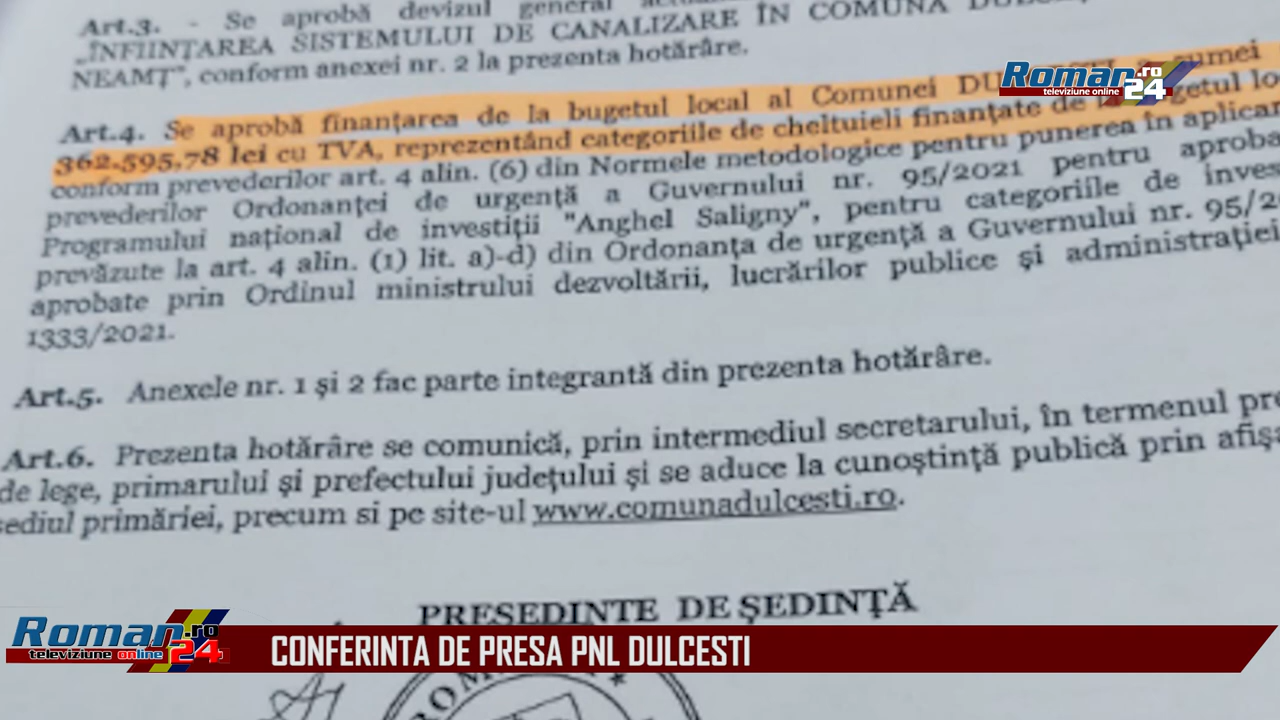 Art.3. - Se aprobă devizul general
„ÎNFIINȚAREA SISTEMULUI DE CANALIZARE ÎN COMUNA
NEAMȚ”, conform anexei nr. 2 la prezenta hotărâre.
Roman24.ro
televiziune online
Art.4. Se aprobă finanțarea de la bugetul local al Comunei sumei
362.595,78 lei cu TVA, reprezentând categoriile de cheltuieli finanțate de
conform prevederilor art. 4 alin. (6) din Normele metodologice pentru punerea în
prevederilor Ordonanței de urgență a Guvernului nr. 95/2021 pentru
Programului național de investiții "Anghel Saligny", pentru categoriile de
prevăzute la art. 4 alin. (1) lit. a)-d) din Ordonanța de urgență a Guvernului nr.
aprobate prin Ordinul ministrului dezvoltării, lucrărilor publice și administrației
1333/2021.
Art.5. Anexele nr. 1 și 2 fac parte integrantă din prezenta hotărâre.
Art.6. Prezenta hotărâre se comunică, prin intermediul secretarului, în termenul
de lege, primarului și prefectului județului și se aduce la cunoștință publică prin
sediul primăriei, precum si pe site-ul www.comunadulcesti.ro.
PREȘEDINTE DE ȘEDINȚĂ
Roman24.ro
televiziune online
CONFERINTA DE PRESA PNL DULCESTI